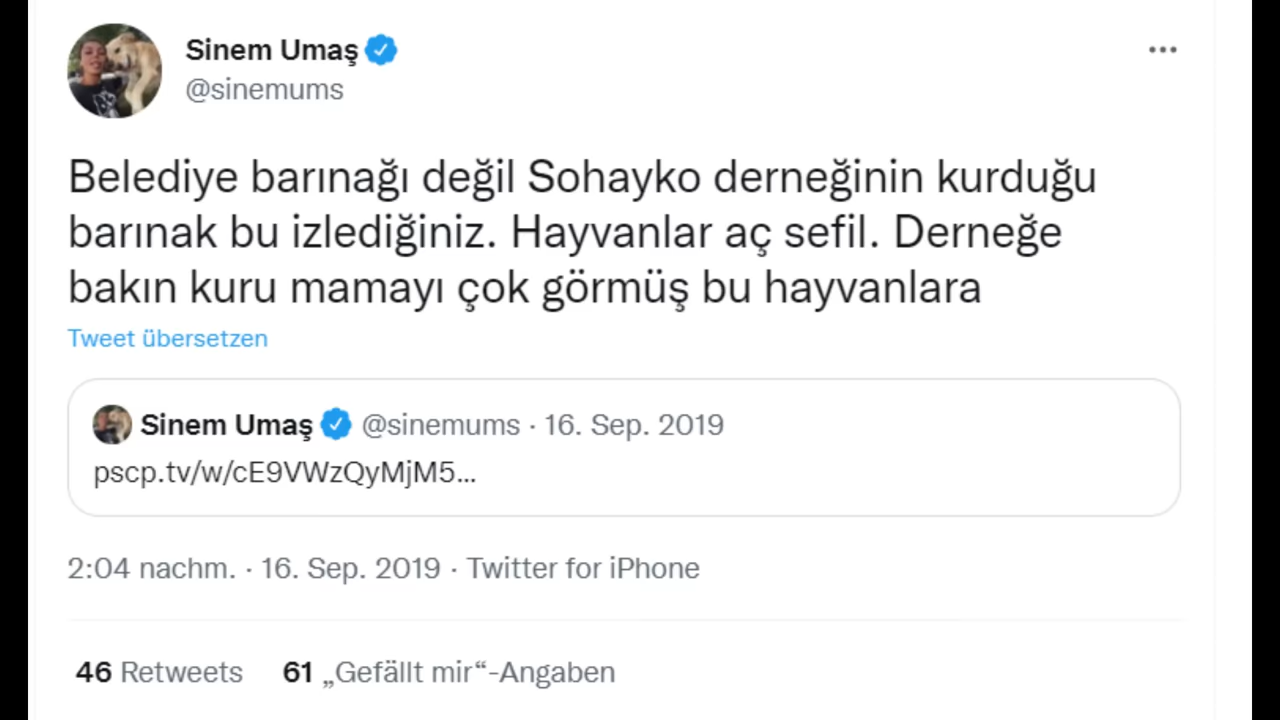 Sinem Umaş
@sinemums
Belediye barınağı değil Sohayko derneğinin kurduğu
barınak bu izlediğiniz. Hayvanlar aç sefil. Derneğe
bakın kuru mamayı çok görmüş bu hayvanlara
Tweet übersetzen
Sinem Umaş @sinemums · 16. Sep. 2019
pscp.tv/w/cE9VWzQyMjM5...
2:04 nachm. · 16. Sep. 2019 · Twitter for iPhone
46 Retweets 61 „Gefällt mir“-Angaben